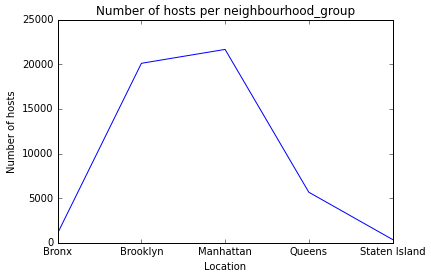 Number of hosts per neighbourhood_group
25000
20000
15000
10000
5000
0
Number of hosts
Bronx Brooklyn Manhattan Queens Staten Island
Location